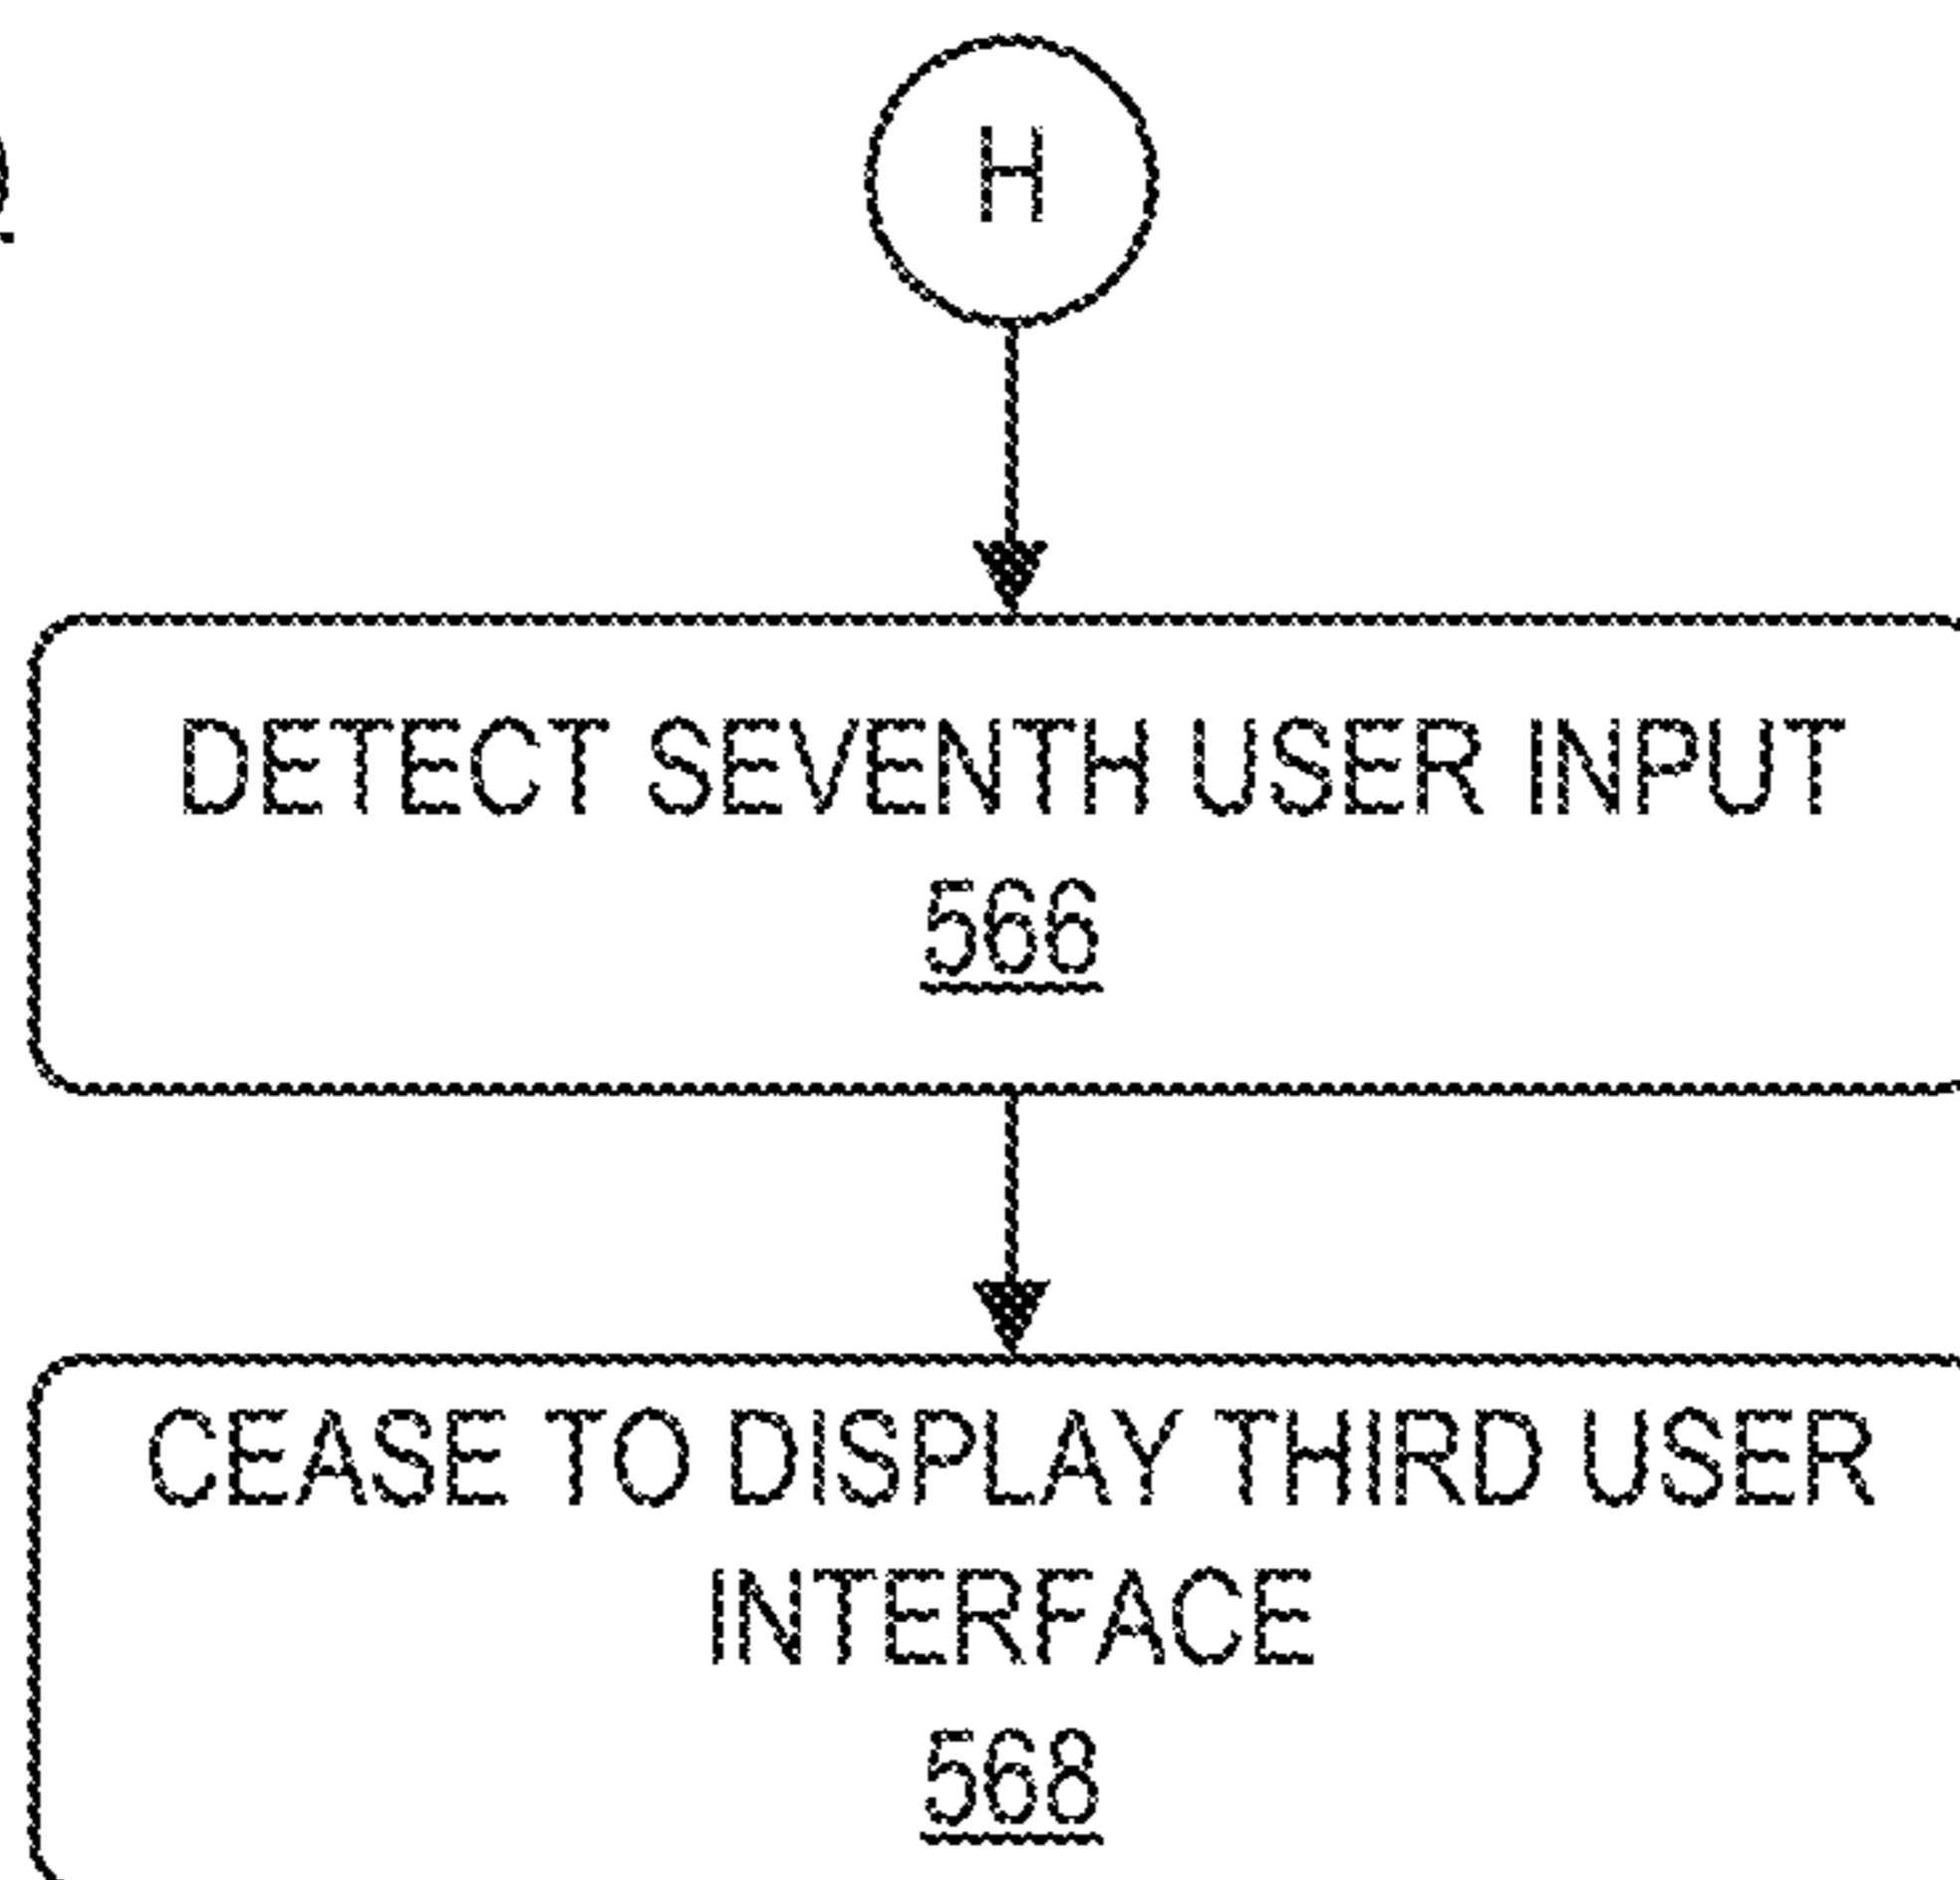 H
DETECT SEVENTH USER INPUT
566
CEASE TO DISPLAY THIRD USER
INTERFACE
568